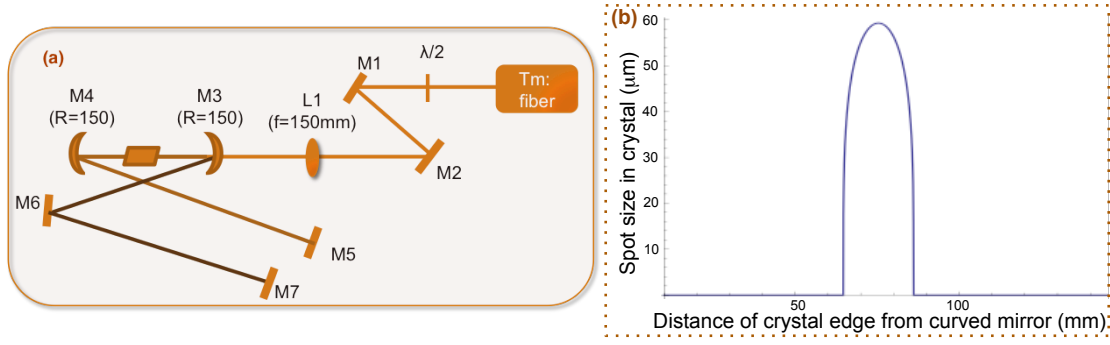 (a)
M1
λ/2
Tm:
fiber
M4
(R=150)
M3
(R=150)
L1
(f=150mm)
M2
M6
M5
M7
(b)
Spot size in crystal (μm)
60
50
40
30
20
10
50
100
Distance of crystal edge from curved mirror (mm)